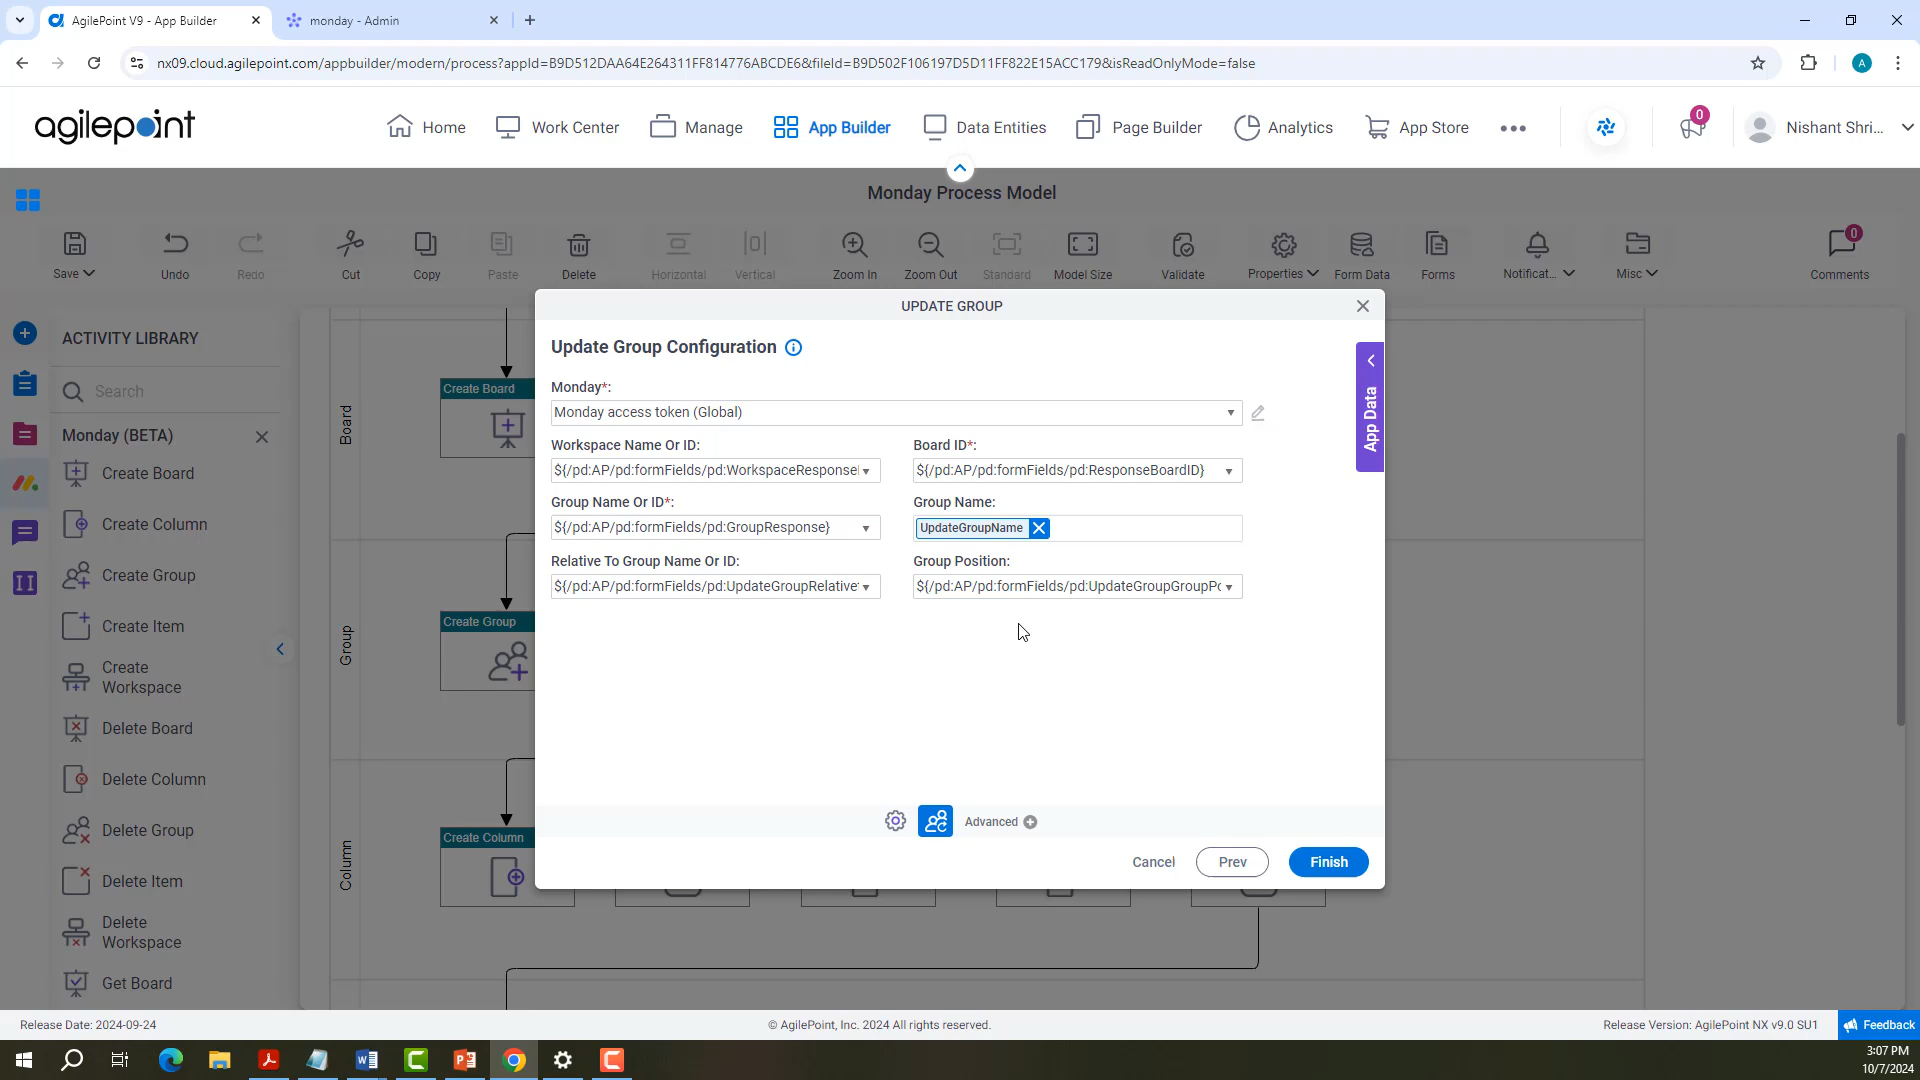 AgilePoint V9 - App Builder
monday - Admin
nx09.cloud.agilepoint.com/appbuilder/modern/process?appId=B9D512DAA64E264311FF814776ABCDE6&fileId=B9D502F106197D5D11FF822E15ACC179&isReadOnlyMode=false
A
agilepoint
Home
Work Center
Manage
App Builder
Data Entities
Page Builder
Analytics
App Store
0
Nishant Shri...
Monday Process Model
Save
Undo
Redo
Cut
Copy
Paste
Delete
Horizontal
Vertical
Zoom In
Zoom Out
Standard
Model Size
Validate
Properties
Form Data
Forms
Notificat...
Misc
0
Comments
ACTIVITY LIBRARY
Search
Monday (BETA)
Create Board
Create Column
Create Group
Create Item
Create
Workspace
Delete Board
Delete Column
Delete Group
Delete Item
Delete
Workspace
Get Board
Board
Create Board
Group
Create Group
Column
Create Column
UPDATE GROUP
Update Group Configuration
Monday*:
Monday access token (Global)
Workspace Name Or ID:
Board ID*:
${/pd:AP/pd:formFields/pd:WorkspaceResponse
${/pd:AP/pd:formFields/pd:ResponseBoardID}
Group Name Or ID*:
Group Name:
${/pd:AP/pd:formFields/pd:GroupResponse}
UpdateGroupName
Relative To Group Name Or ID:
Group Position:
${/pd:AP/pd:formFields/pd:UpdateGroupRelative
${/pd:AP/pd:formFields/pd:UpdateGroupGroupPo
App Data
Advanced
Cancel
Prev
Finish
Release Date: 2024-09-24
© AgilePoint, Inc. 2024 All rights reserved.
Release Version: AgilePoint NX v9.0 SU1
Feedback
3:07 PM
10/7/2024